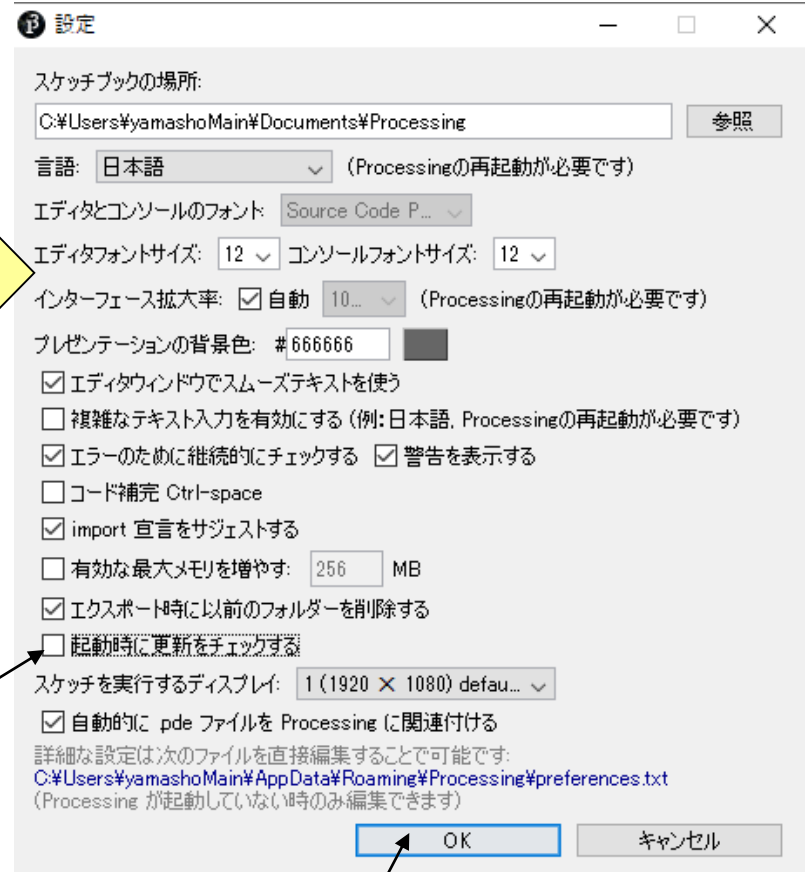 設定
スケッチブックの場所:
C:¥Users¥yamashoMain¥Documents¥Processing 参照
言語: 日本語 (Processingの再起動が必要です)
エディタとコンソールのフォント: Source Code P...
エディタフォントサイズ: 12 コンソールフォントサイズ: 12
インターフェース拡大率: 自動 10... (Processingの再起動が必要です)
プレゼンテーションの背景色: #666666
エディタウィンドウでスムーズテキストを使う
複雑なテキスト入力を有効にする (例: 日本語, Processingの再起動が必要です)
エラーのために継続的にチェックする 警告を表示する
コード補完 Ctrl-space
import 宣言をサジェストする
有効な最大メモリを増やす: 256 MB
エクスポート時に以前のフォルダーを削除する
起動時に更新をチェックする
スケッチを実行するディスプレイ: 1 (1920 × 1080) defau...
自動的に .pde ファイルを Processing に関連付ける
詳細な設定は次のファイルを直接編集することで可能です:
C:¥Users¥yamashoMain¥AppData¥Roaming¥Processing¥preferences.txt
(Processing が起動していない時のみ編集できます)
OK キャンセル